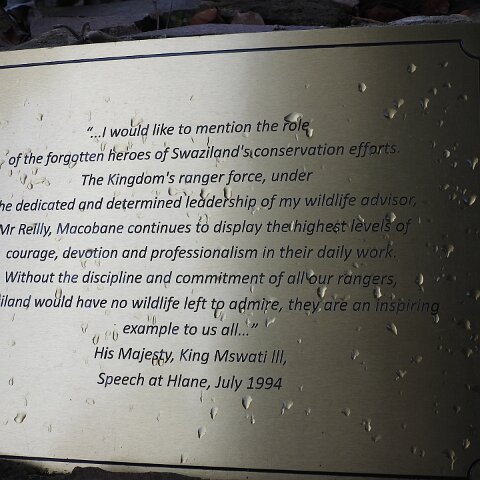 “...I would like to mention the role
of the forgotten heroes of Swaziland's conservation efforts.
The Kingdom's ranger force, under
he dedicated and determined leadership of my wildlife advisor,
Mr Reilly, Macobane continues to display the highest levels of
courage, devotion and professionalism in their daily work.
Without the discipline and commitment of all our rangers,
iland would have no wildlife left to admire, they are an inspiring
example to us all...”
His Majesty, King Mswati III,
Speech at Hlane, July 1994